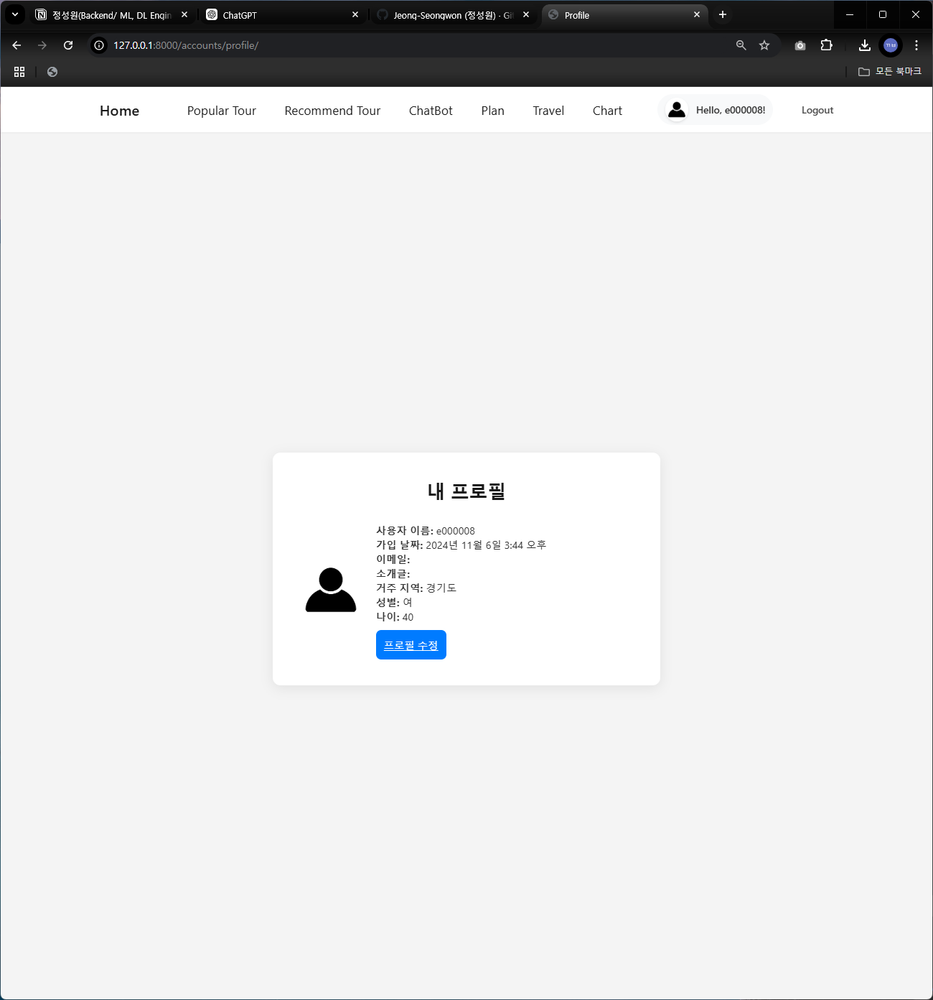 정성원(Backend/ ML, DL Engin
ChatGPT
Jeong-Seongwon (정성원) · Git
Profile
127.0.0.1:8000/accounts/profile/
ㄲㅂ
모든 북마크
Home
Popular Tour
Recommend Tour
ChatBot
Plan
Travel
Chart
Hello, e000008!
Logout
내 프로필
사용자 이름: e000008
가입 날짜: 2024년 11월 6일 3:44 오후
이메일:
소개글:
거주 지역: 경기도
성별: 여
나이: 40
프로필 수정